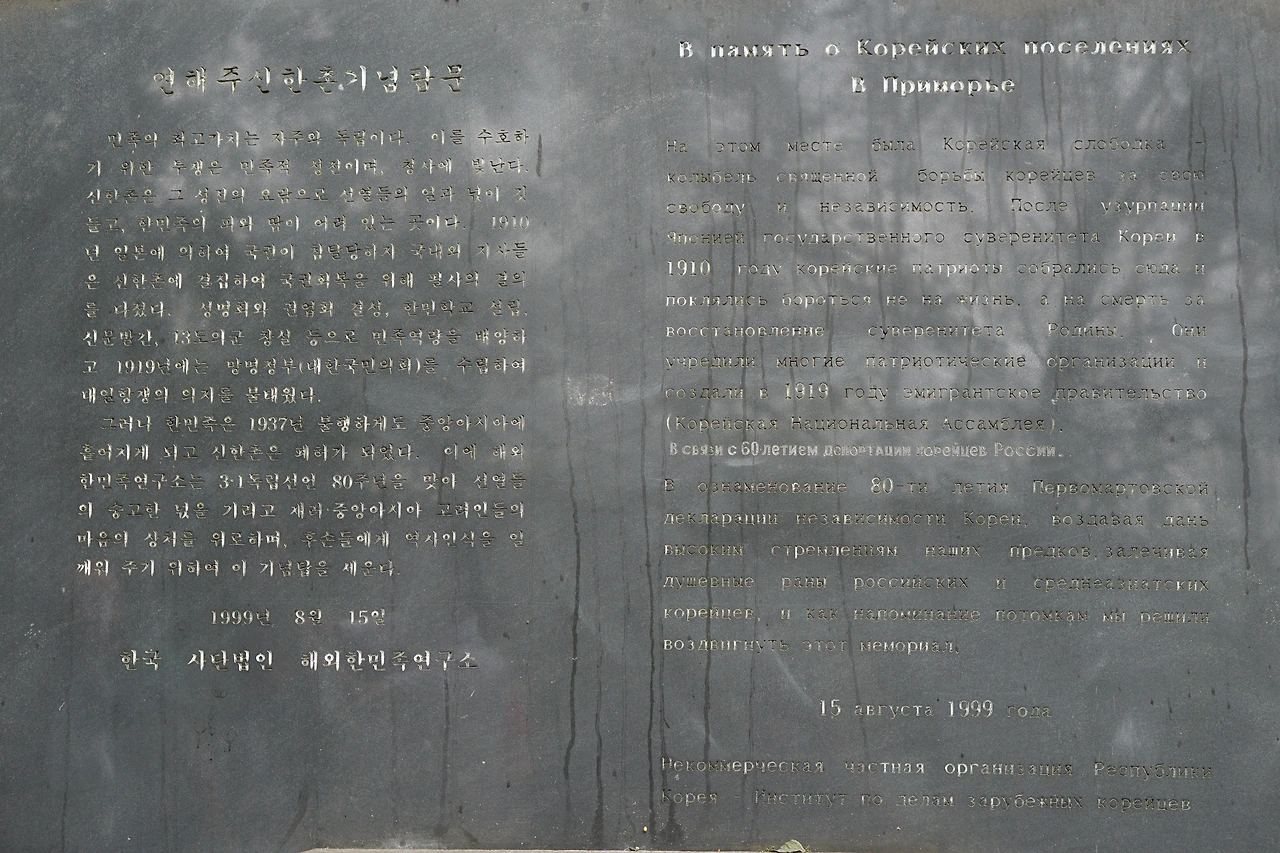 연해주신한촌기념탑문
민족의 최고가치는 자주와 독립이다. 이를 수호하
기 위한 투쟁은 민족적 성전이며, 청사에 빛난다.
신한촌은 그 성전의 요람으로 선열들의 얼과 넋이 깃
들고, 한민족의 피와 땀이 어려 있는 곳이다. 1910
년 일본에 의하여 국권이 침탈당하자 국내외 지사들
은 신한촌에 결집하여 국권회복을 위해 필사의 결의
를 다졌다. 성명회와 권업회 결성, 한민학교 설립,
신문발간, 13도의군 창설 등으로 민족역량을 배양하
고 1919년에는 망명정부(대한국민의회)를 수립하여
대일항쟁의 의지를 불태웠다.
그러나 한민족은 1937년 불행하게도 중앙아시아에
흩어지게 되고 신한촌은 폐허가 되었다. 이에 해외
한민족연구소는 3·1독립선언 80주년을 맞아 선열들
의 숭고한 넋을 기리고 재러·중앙아시아 고려인들의
마음의 상처를 위로하며, 후손들에게 역사인식을 일
깨워 주기 위하여 이 기념탑을 세운다.
1999년 8월 15일
한국 사단법인 해외한민족연구소
В память о Корейских поселениях
В Приморье
На этом месте была Корейская слободка -
колыбель священной борьбы корейцев за свою
свободу и независимость. После узурпации
Японией государственного суверенитета Кореи в
1910 году корейские патриоты собрались сюда и
поклялись бороться не на жизнь, а на смерть за
восстановление суверенитета Родины. Они
учредили многие патриотические организации и
создали в 1919 году эмигрантское правительство
(Корейская Национальная Ассамблея).
В связи с 60-летием депортации корейцев России.
В ознаменование 80-ти летия Первомартовской
декларации независимости Кореи, воздавая дань
высоким стремлениям наших предков, залечивая
душевные раны российских и среднеазиатских
корейцев, и как напоминание потомкам мы решили
воздвигнуть этот мемориал.
15 августа 1999 года
Некоммерческая частная организация Республики
Корея - Институт по делам зарубежных корейцев